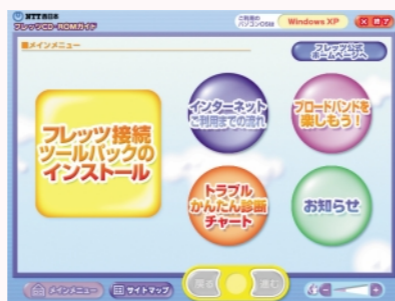 NTT西日本
フレッツCD-ROMガイド
ご利用の
パソコンOSは
Windows XP
終了
■メインメニュー
フレッツ公式
ホームページへ
フレッツ接続
ツールパックの
インストール
インターネット
ご利用までの流れ
ブロードバンドを
楽しもう!
トラブル
かんたん診断
チャート
お知らせ
メインメニュー
サイトマップ
戻る
進む